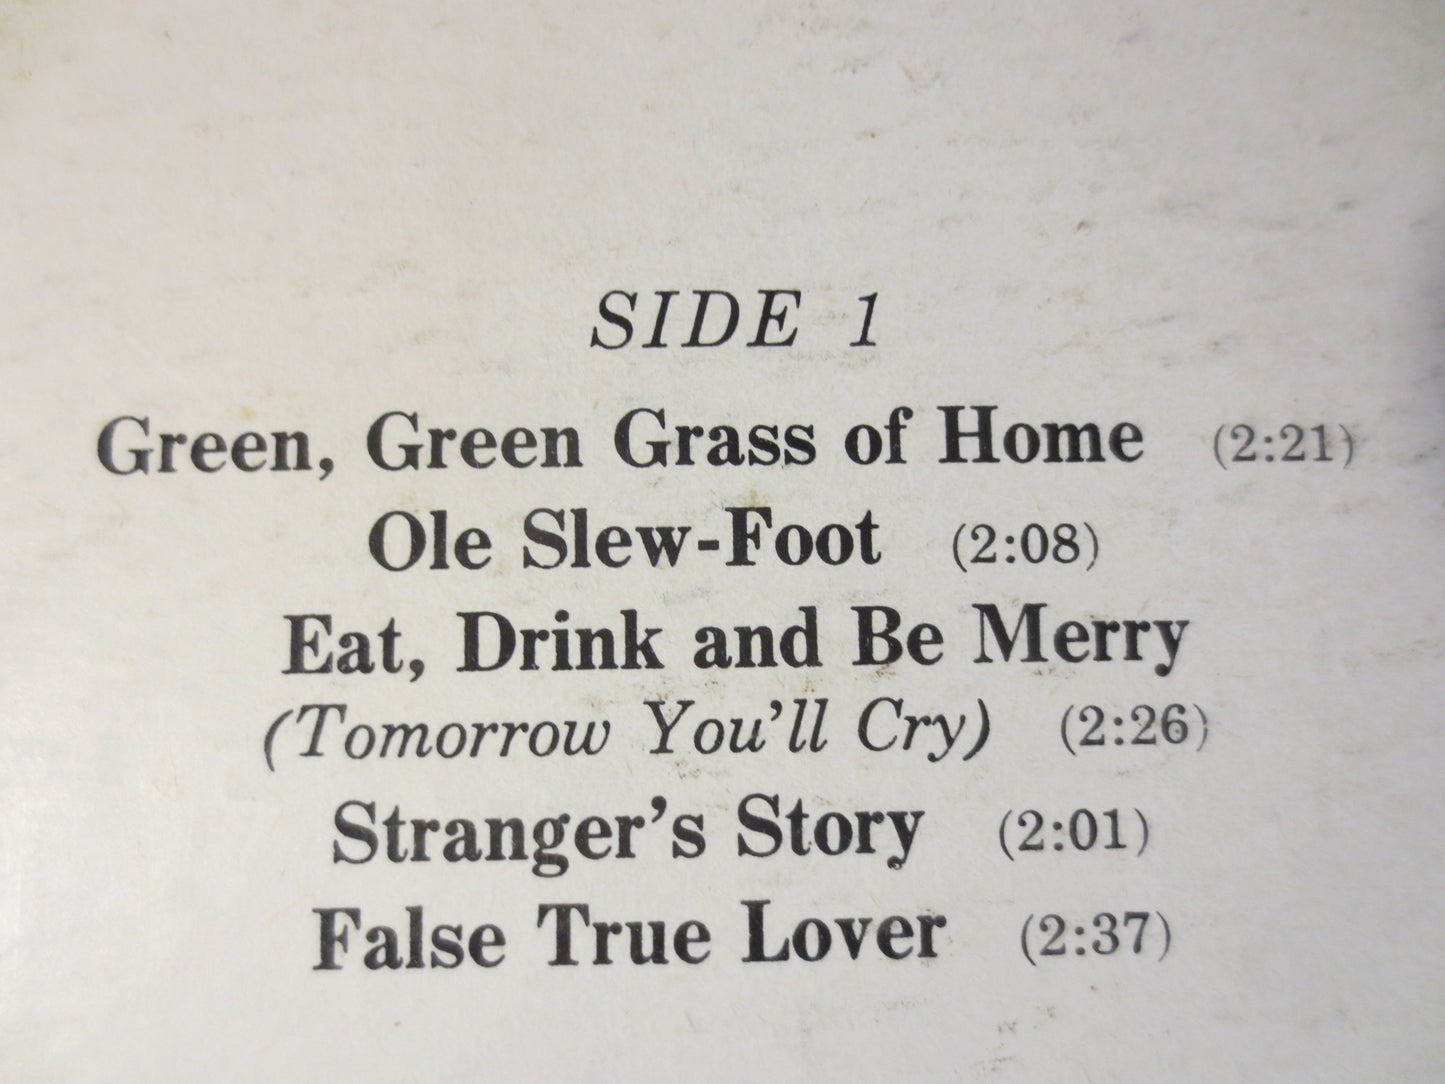 SIDE 1
Green, Green Grass of Home (2:21)
Ole Slew-Foot (2:08)
Eat, Drink and Be Merry
(Tomorrow You'll Cry) (2:26)
Stranger's Story (2:01)
False True Lover (2:37)